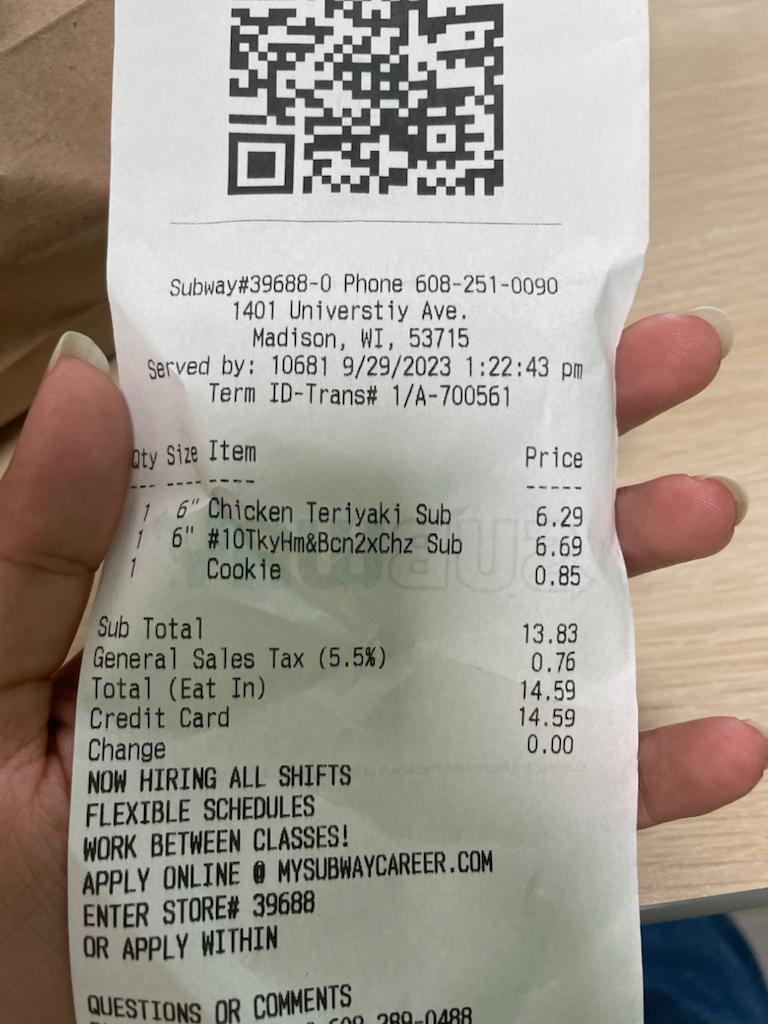 Subway#39688-0 Phone 608-251-0090
1401 Universtiy Ave.
Madison, WI, 53715
Served by: 10681 9/29/2023 1:22:43 pm
Term ID-Trans# 1/A-700561
Qty Size Item Price
--- ---- ---- -----
1 6" Chicken Teriyaki Sub 6.29
1 6" #10TkyHm&Bcn2xChz Sub 6.69
1 Cookie 0.85
Sub Total 13.83
General Sales Tax (5.5%) 0.76
Total (Eat In) 14.59
Credit Card 14.59
Change 0.00
NOW HIRING ALL SHIFTS
FLEXIBLE SCHEDULES
WORK BETWEEN CLASSES!
APPLY ONLINE @ MYSUBWAYCAREER.COM
ENTER STORE# 39688
OR APPLY WITHIN
QUESTIONS OR COMMENTS
608-289-0488